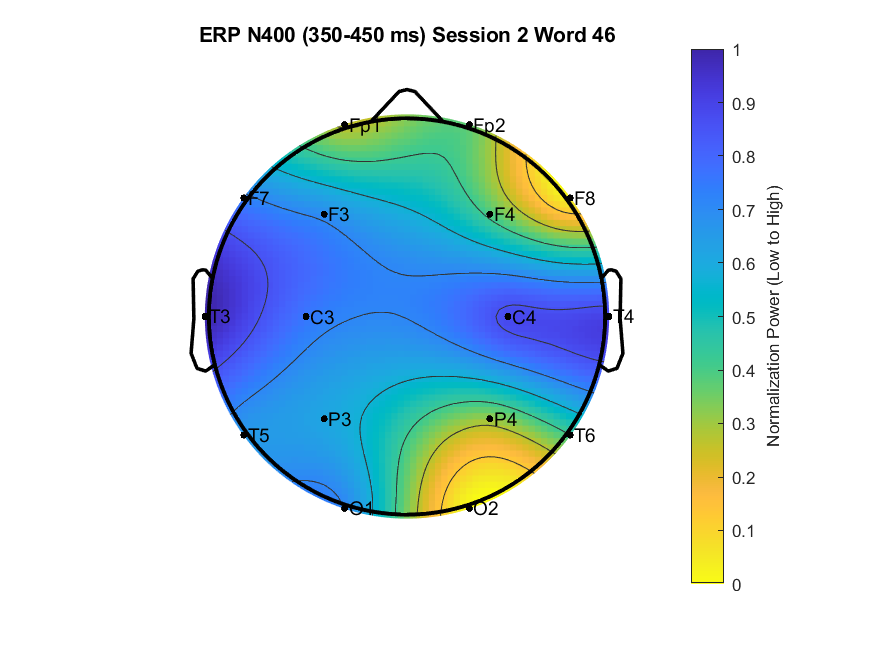 ERP N400 (350-450 ms) Session 2 Word 46
Fp1 Fp2
F7 F8
F3 F4
T3 C3 C4 T4
P3 P4
T5 T6
O1 O2
1
0.9
0.8
0.7
0.6
0.5
0.4
0.3
0.2
0.1
0
Normalization Power (Low to High)